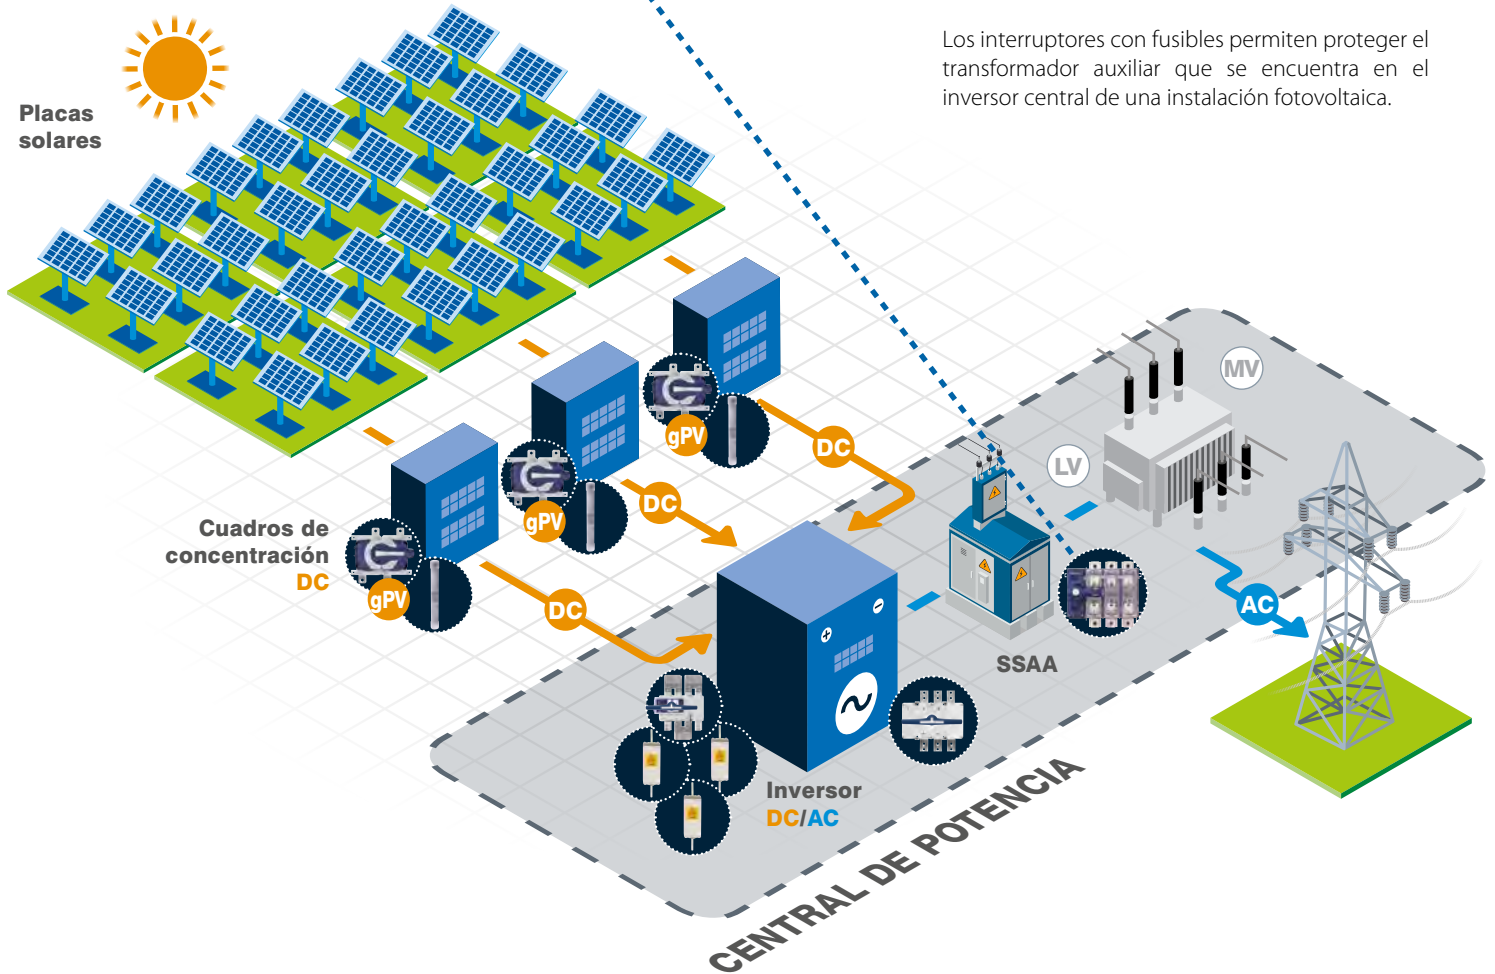 Los interruptores con fusibles permiten proteger el
transformador auxiliar que se encuentra en el
inversor central de una instalación fotovoltaica.
Placas
solares
MV
gPV
DC
LV
gPV
DC
Cuadros de
concentración
DC
gPV
DC
AC
SSAA
Inversor
DC/AC
CENTRAL DE POTENCIA